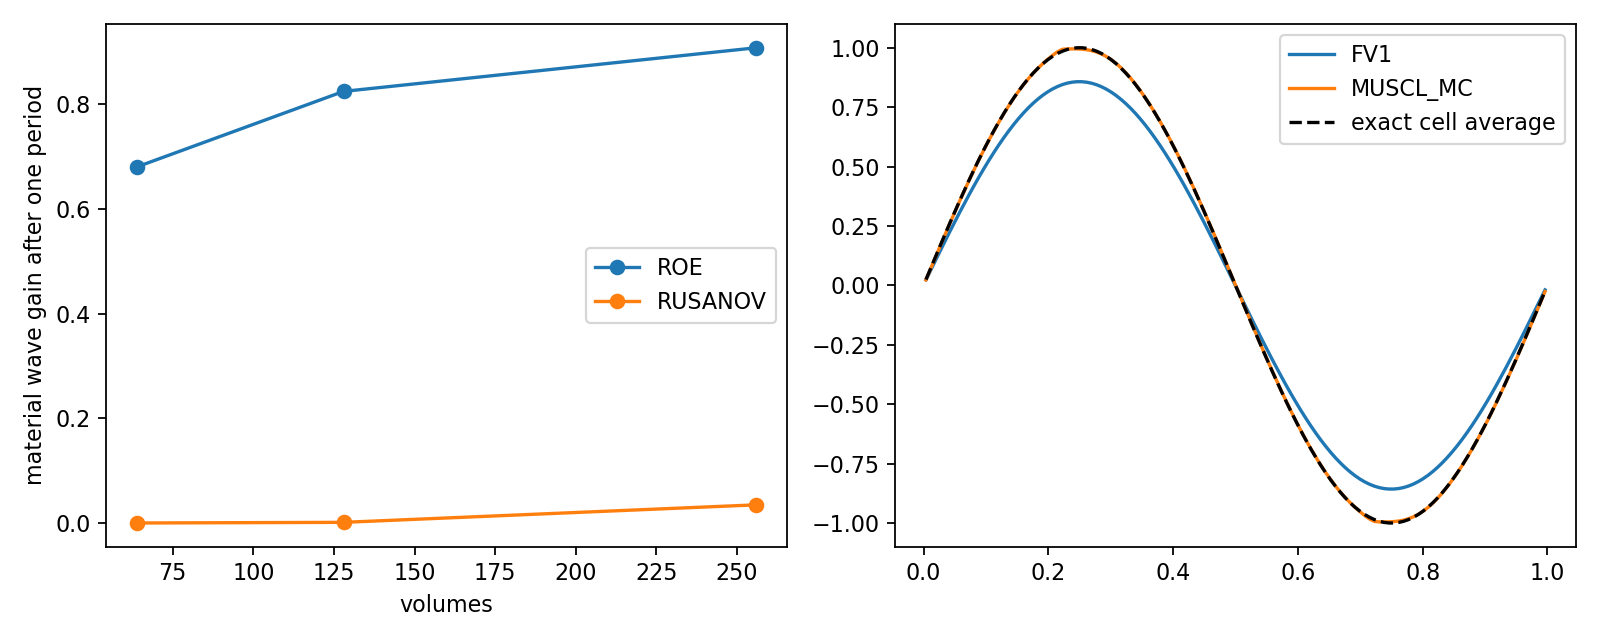 material wave gain after one period
0.8
0.6
0.4
0.2
0.0
ROE
RUSANOV
75 100 125 150 175 200 225 250
volumes
1.00
0.75
0.50
0.25
0.00
−0.25
−0.50
−0.75
−1.00
FV1
MUSCL_MC
exact cell average
0.0 0.2 0.4 0.6 0.8 1.0